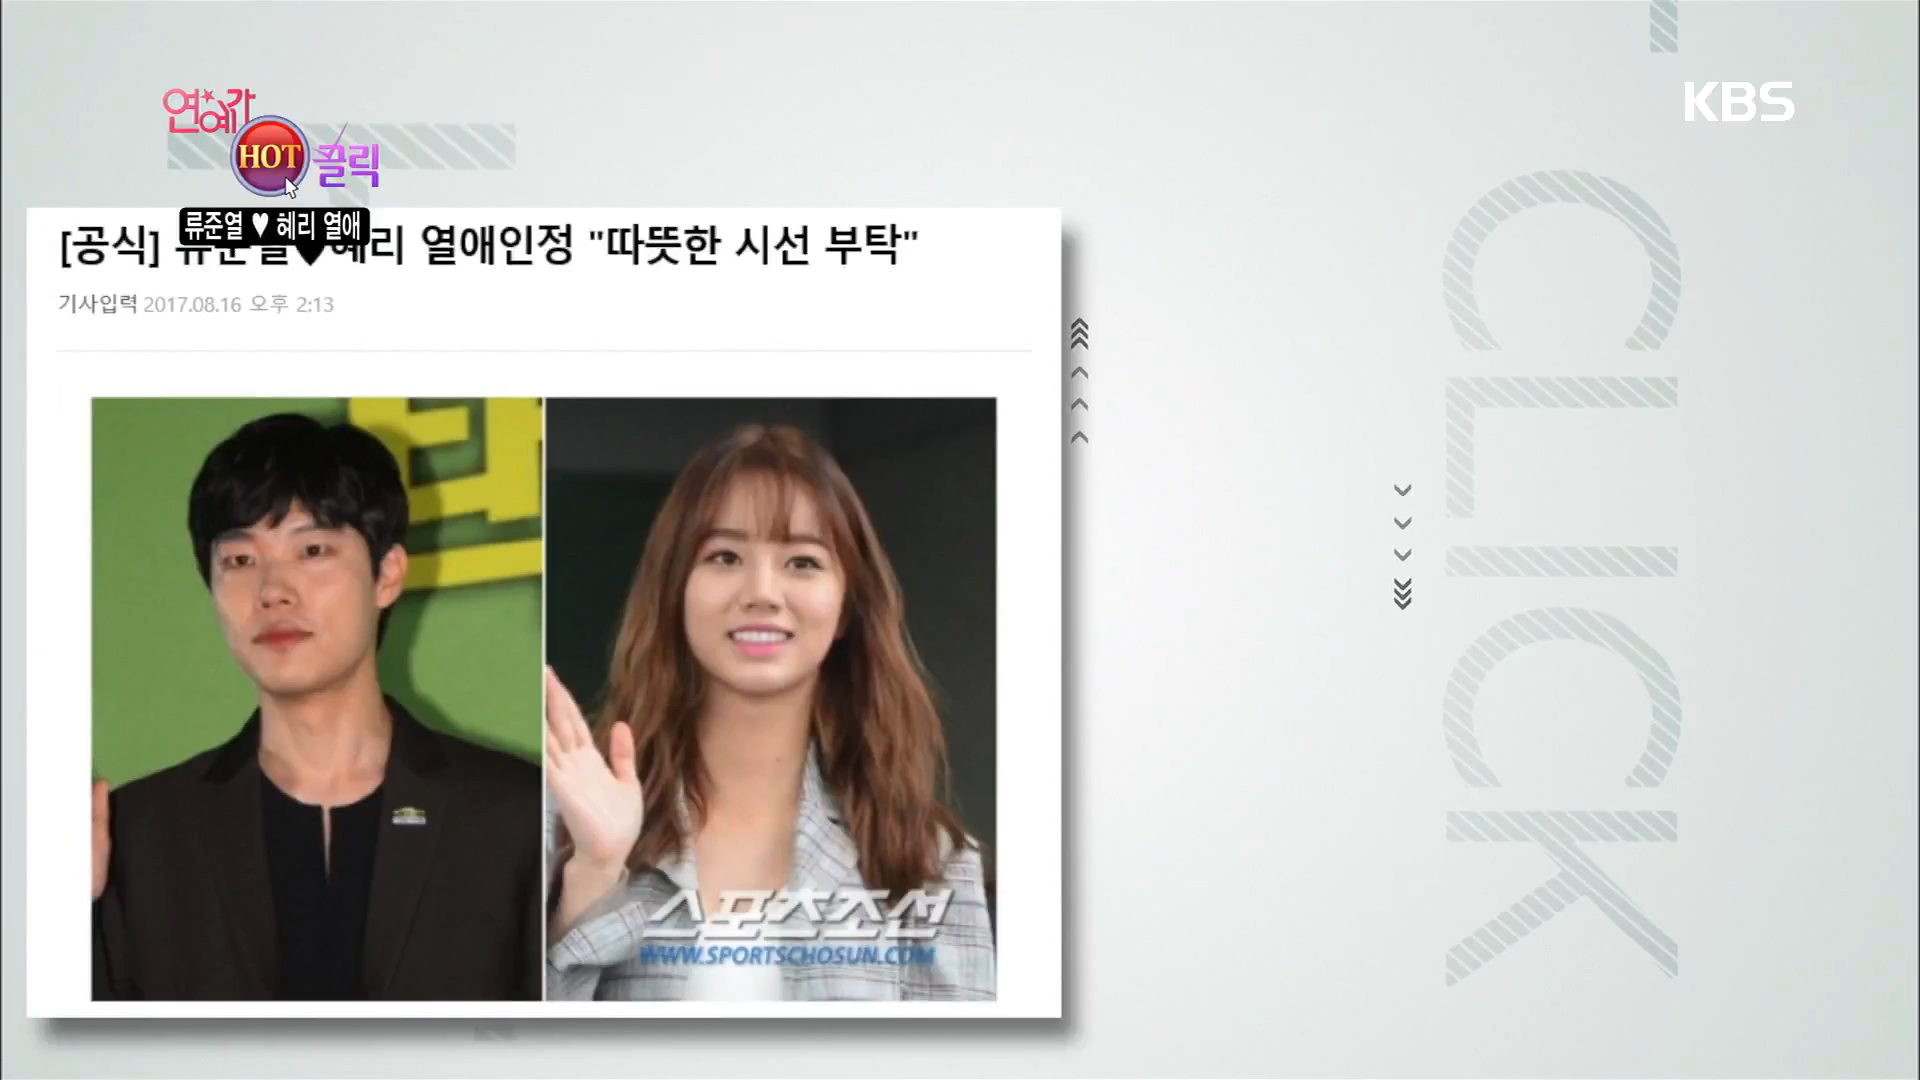 연예가
HOT 클릭
KBS
류준열 ♥ 혜리 열애
[공식] 류준열♥혜리 열애인정 "따뜻한 시선 부탁"
기사입력 2017.08.16 오후 2:13
스포츠조선
WWW.SPORTSCHOSUN.COM
CLICK